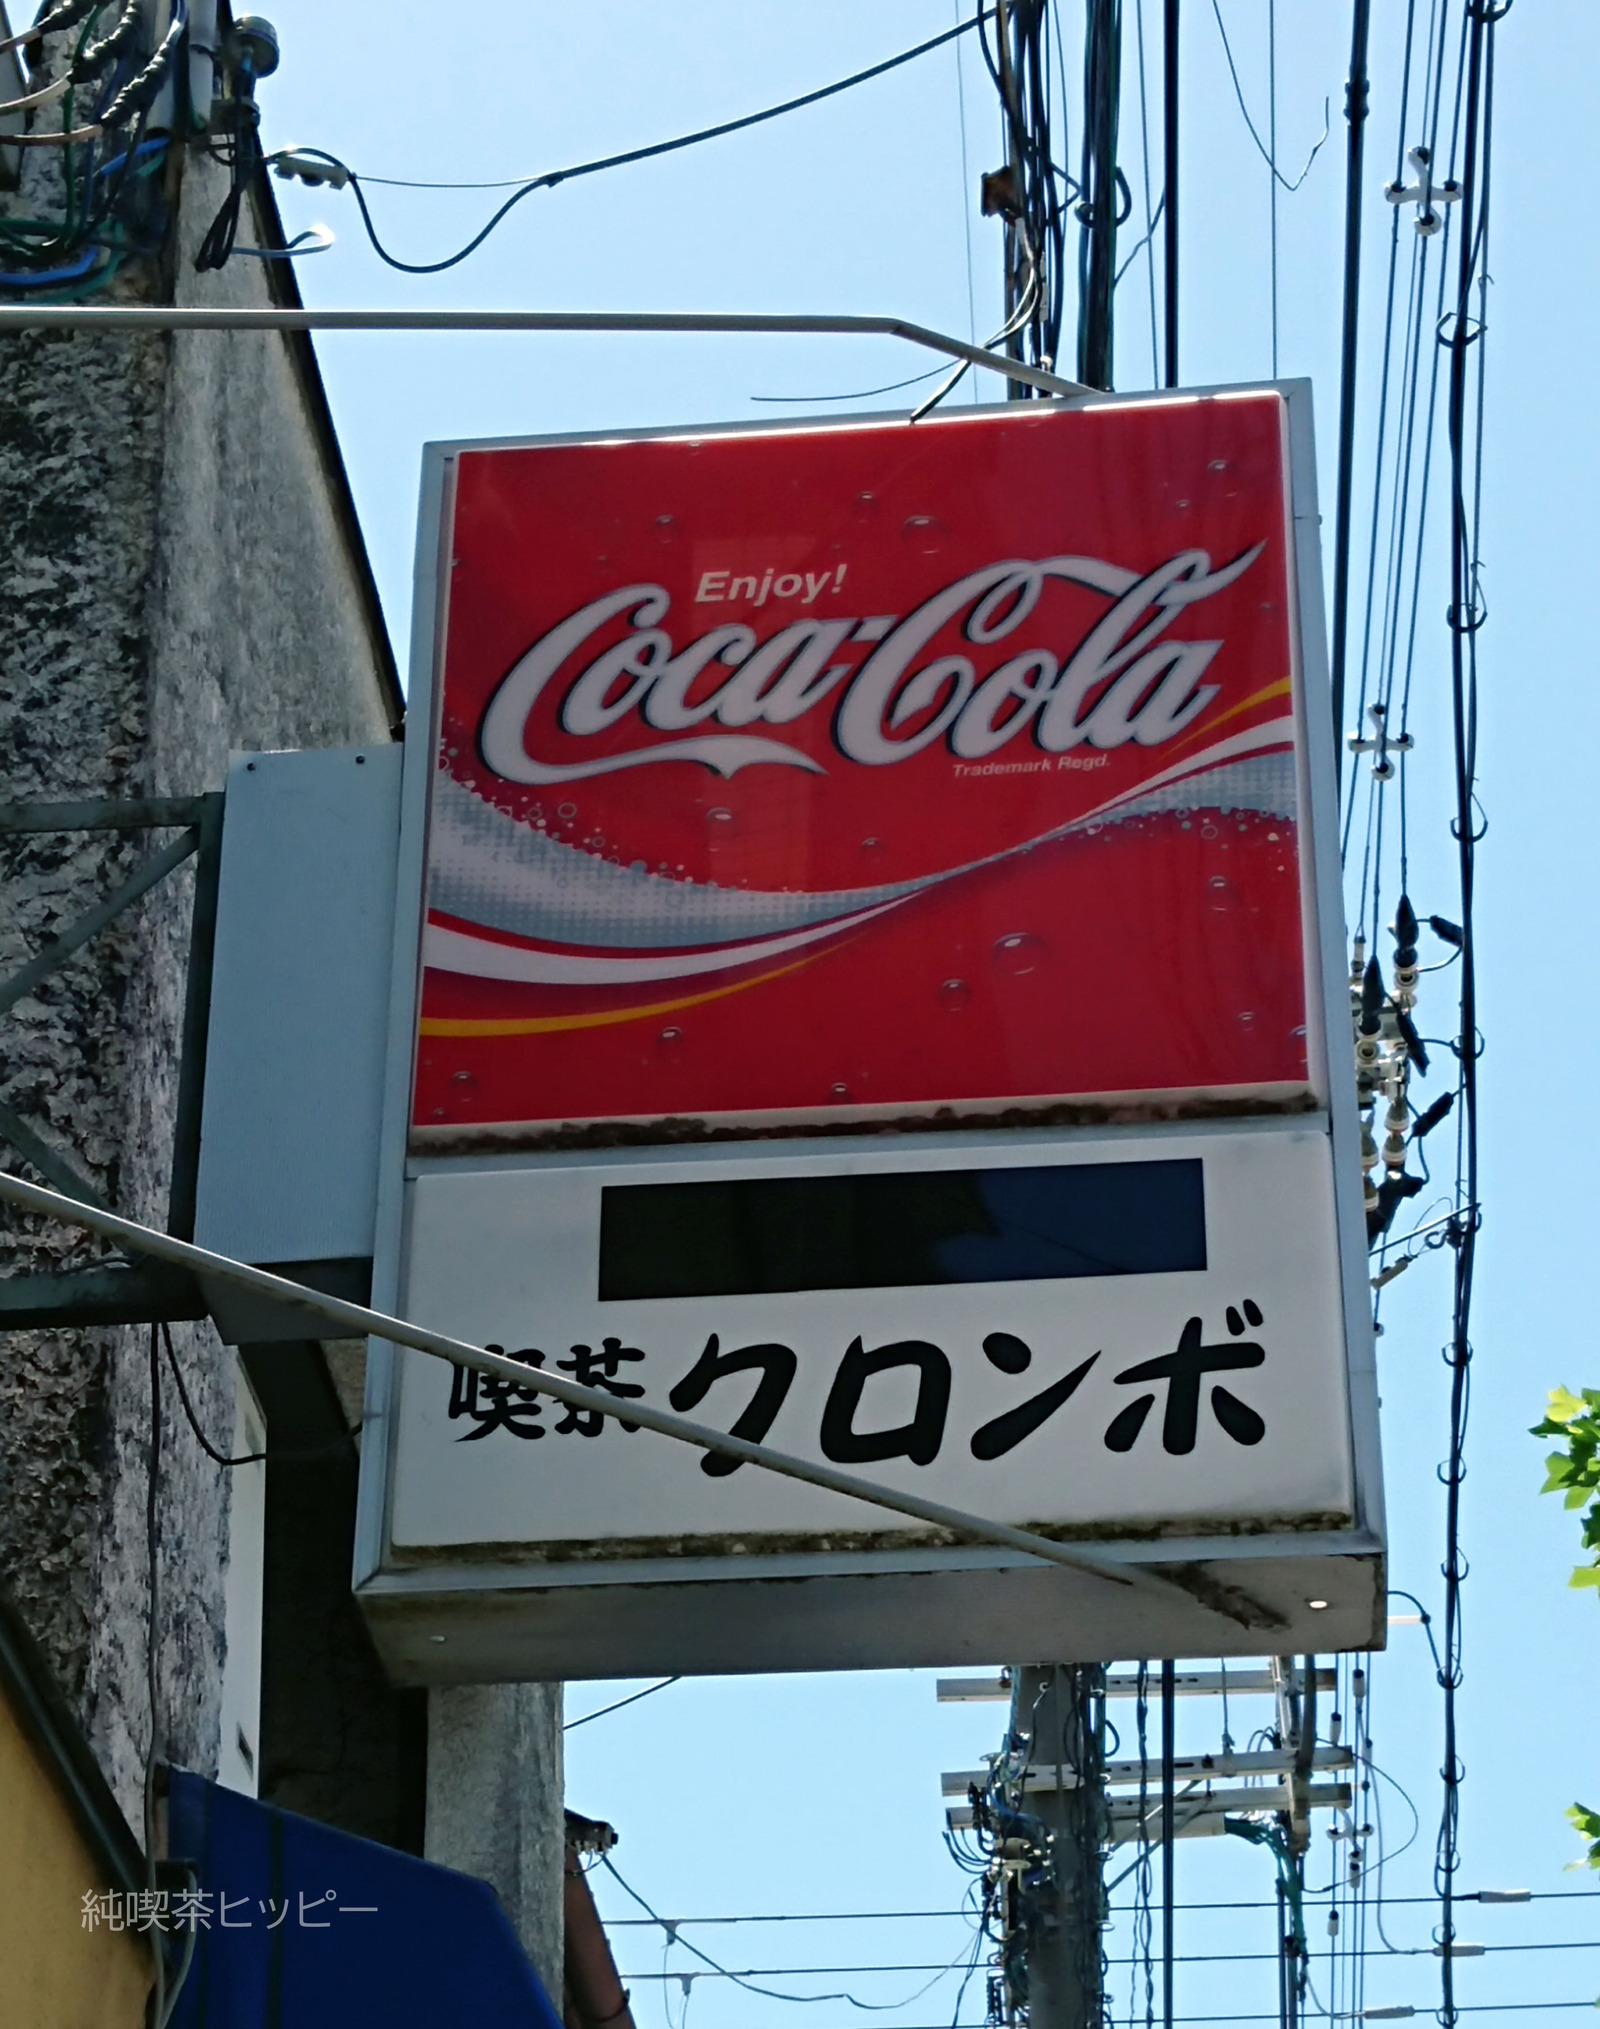 Enjoy!
Coca-Cola
Trademark Regd.
喫茶クロンボ
純喫茶ヒッピー